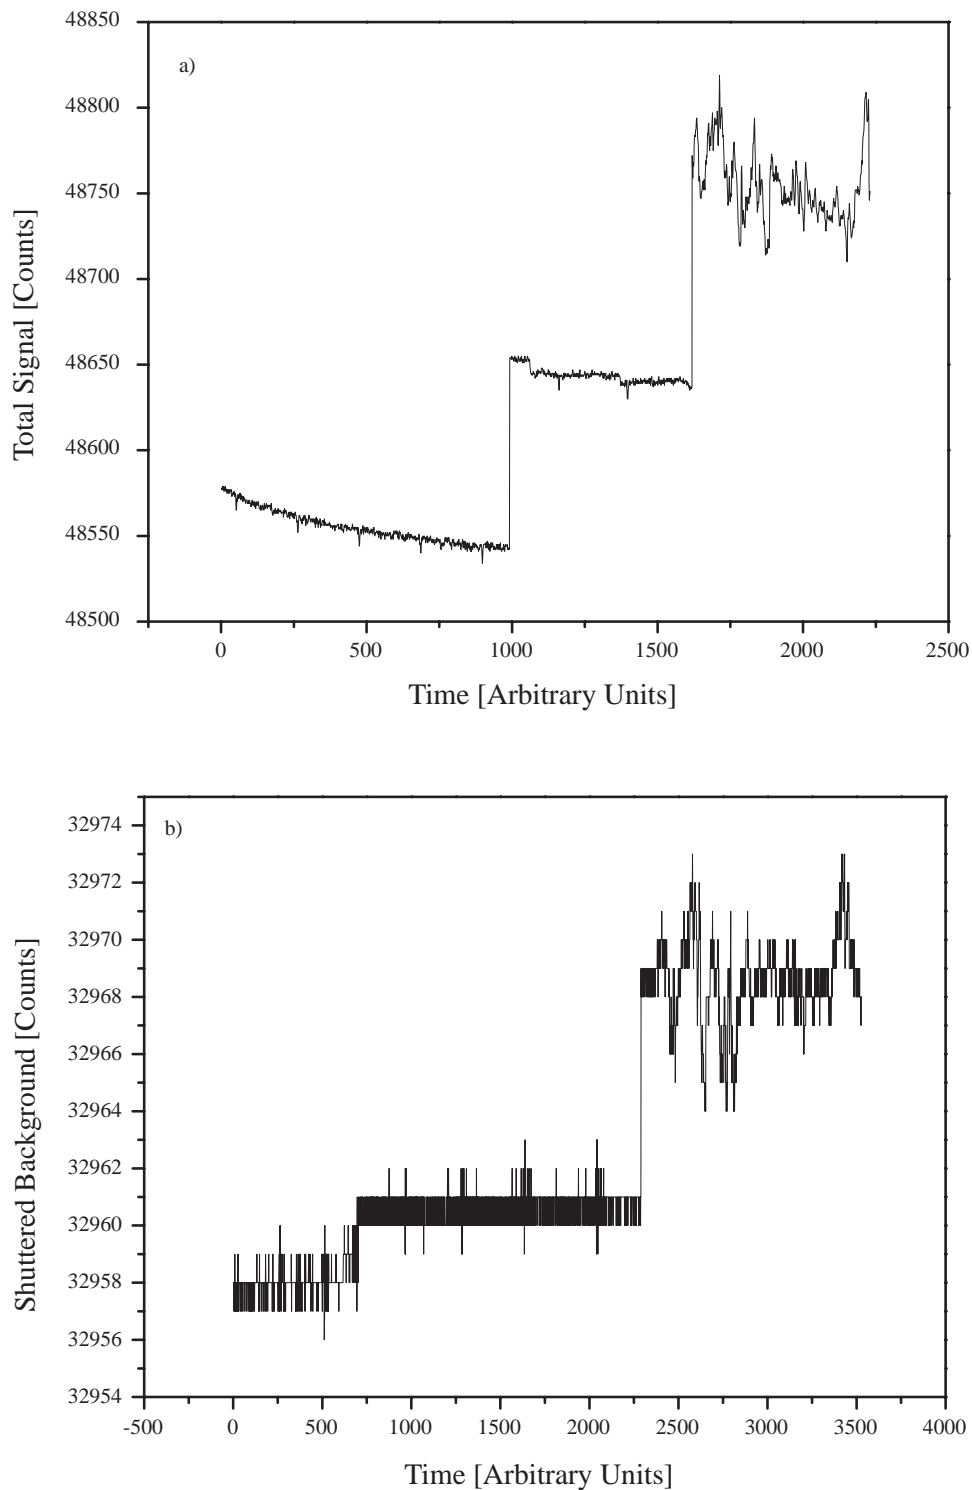 48850
a)
48800
48750
48700
48650
48600
48550
48500
Total Signal [Counts]
0 500 1000 1500 2000 2500
Time [Arbitrary Units]
32974
b)
32972
32970
32968
32966
32964
32962
32960
32958
32956
32954
Shuttered Background [Counts]
-500 0 500 1000 1500 2000 2500 3000 3500 4000
Time [Arbitrary Units]